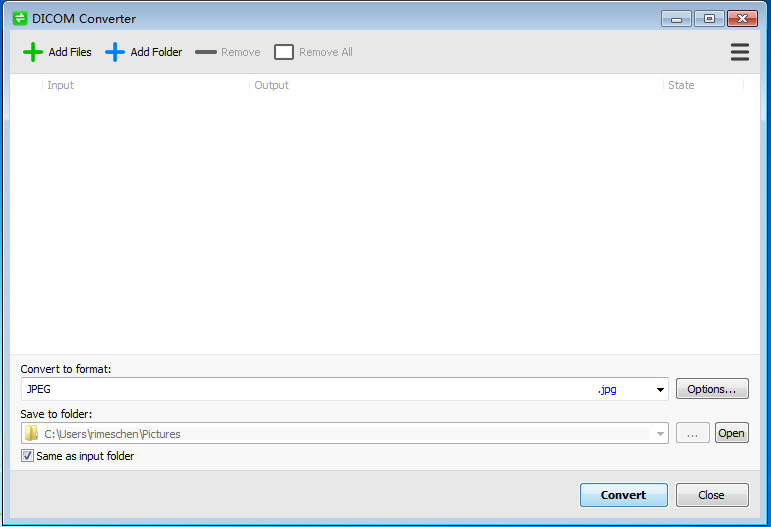 DICOM Converter
Add Files Add Folder Remove Remove All
Input Output State
Convert to format:
JPEG .jpg Options...
Save to folder:
C:\Users\rimeschen\Pictures ... Open
Same as input folder
Convert Close